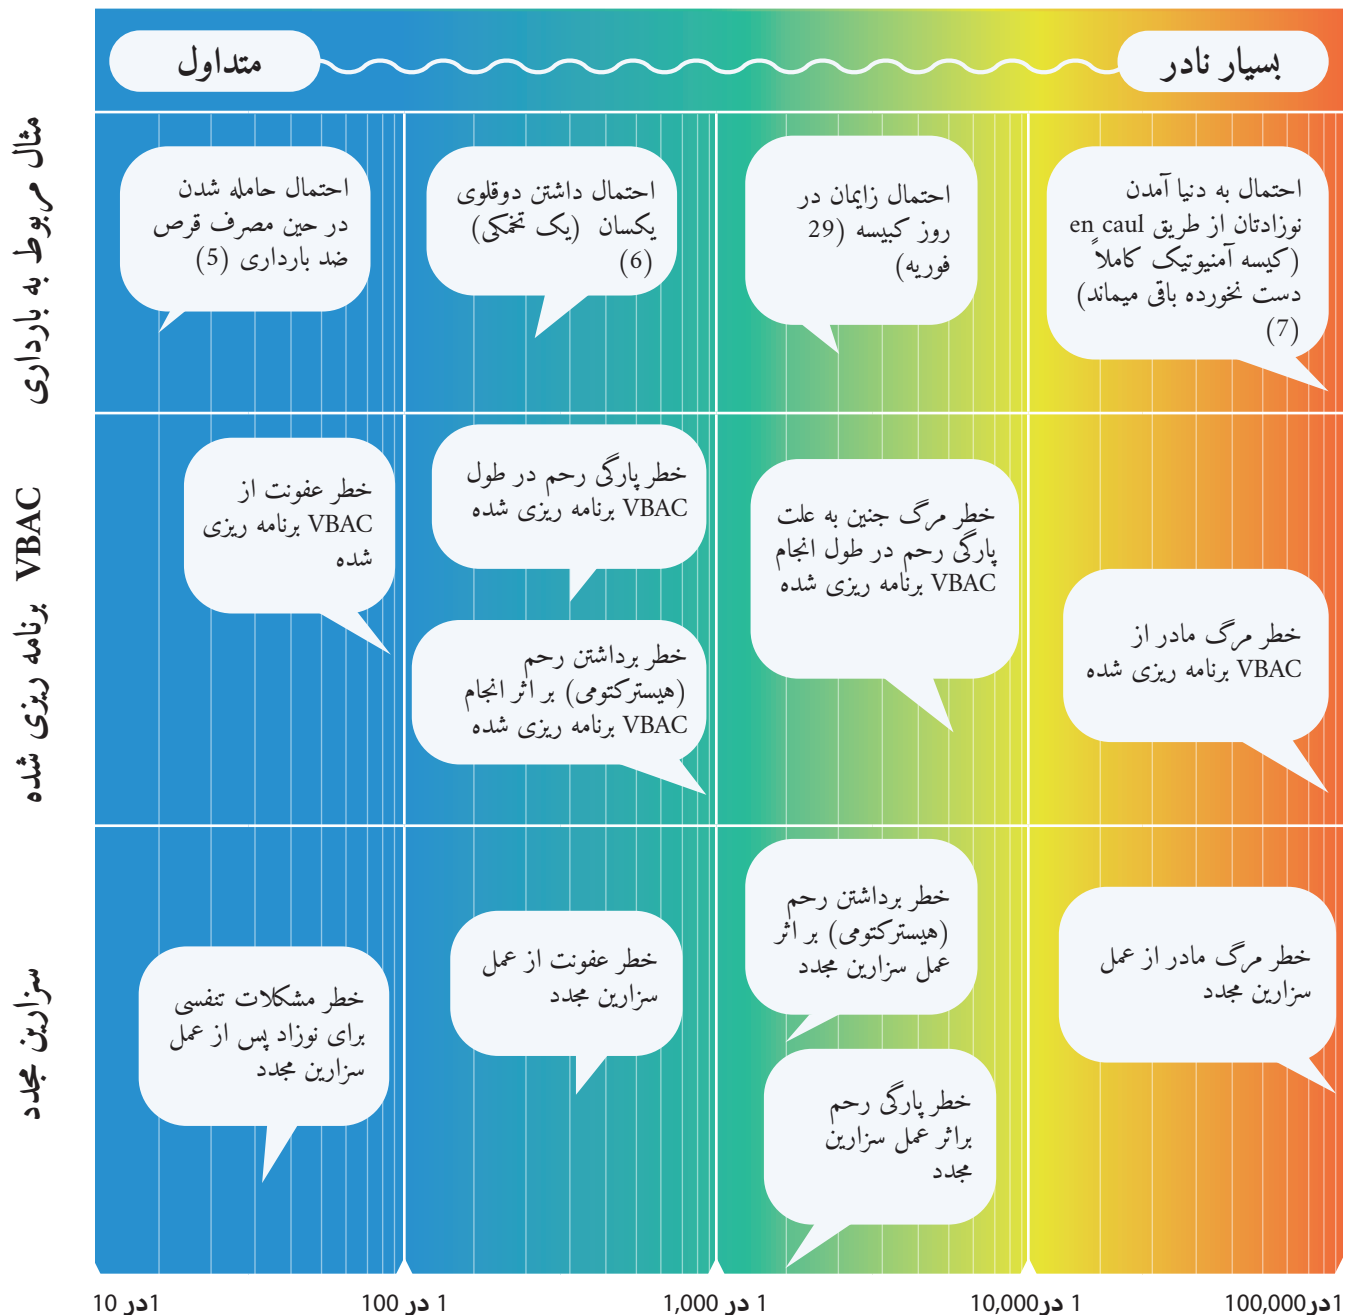 متداول
بسیار نادر
مثال مربوط به بارداری
احتمال حامله شدن
در حین مصرف قرص
ضد بارداری (5)
احتمال داشتن دوقلوی
یکسان (یک تخمکی)
(6)
احتمال زایمان در
روز کبیسه (29
فوریه)
احتمال به دنیا آمدن
نوزادتان از طریق en caul
(کیسه آمنیوتیک کاملاً
دست نخورده باقی میماند)
(7)
VBAC برنامه ریزی شده
خطر عفونت از
VBAC برنامه ریزی
شده
خطر پارگی رحم در طول
VBAC برنامه ریزی شده
خطر برداشتن رحم
(هیسترکتومی) بر اثر انجام
VBAC برنامه ریزی شده
خطر مرگ جنین به علت
پارگی رحم در طول انجام
VBAC برنامه ریزی شده
خطر مرگ مادر از
VBAC برنامه ریزی شده
سزارین مجدد
خطر مشکلات تنفسی
برای نوزاد پس از عمل
سزارین مجدد
خطر عفونت از عمل
سزارین مجدد
خطر برداشتن رحم
(هیسترکتومی) بر اثر
عمل سزارین مجدد
خطر پارگی رحم
براثر عمل سزارین
مجدد
خطر مرگ مادر از عمل
سزارین مجدد
1در 10
1 در 100
1 در 1,000
1 در10,000
1در100,000